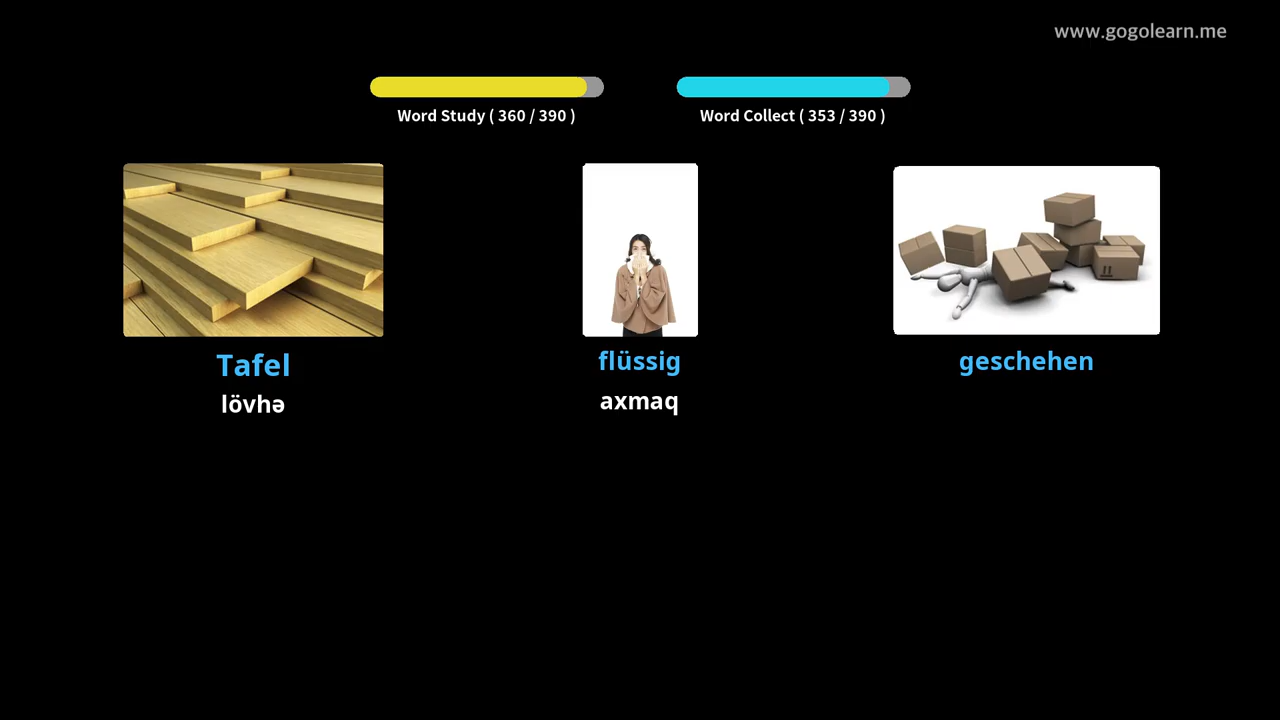 www.gogolearn.me
Word Study ( 360 / 390 )
Word Collect ( 353 / 390 )
Tafel
lövhə
flüssig
axmaq
geschehen